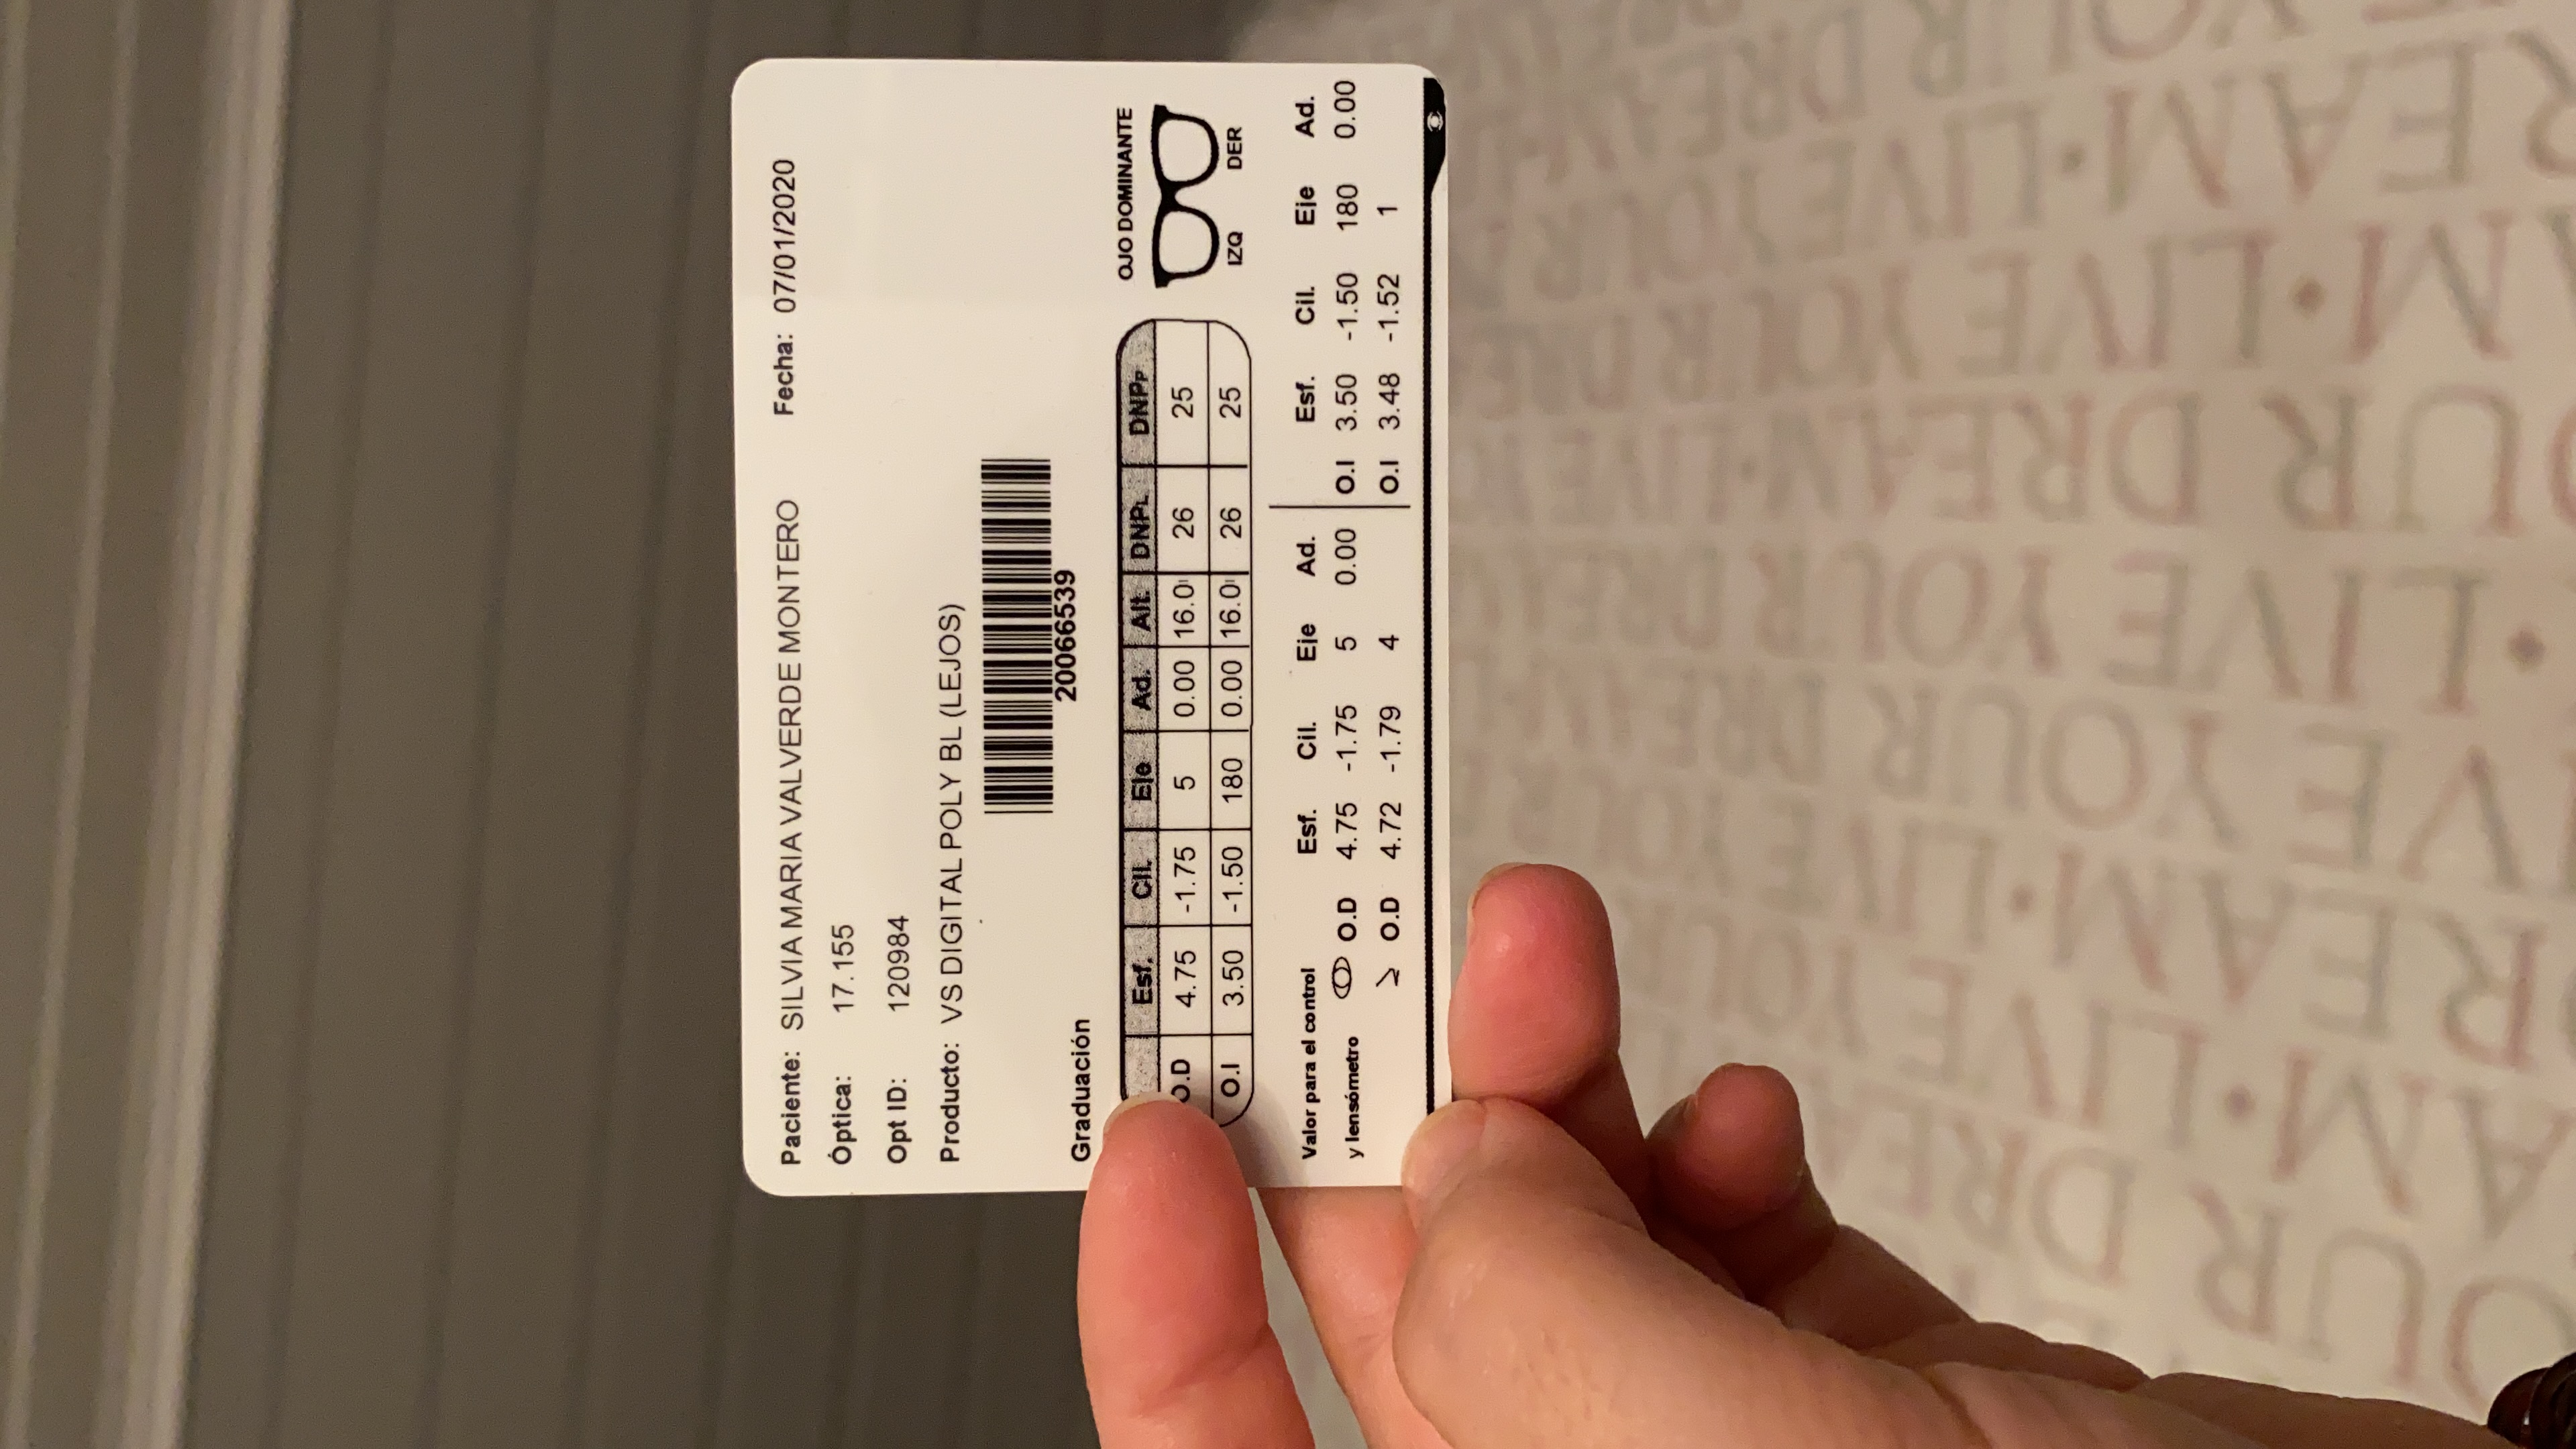 Paciente: SILVIA MARIA VALVERDE MONTERO Fecha: 07/01/2020
Óptica: 17.155
Opt ID: 120984
Producto: VS DIGITAL POLY BL (LEJOS)
20066539
Graduación
OJO DOMINANTE
Esf. Cil. Eje Ad. Alt. DNPL DNPP
O.D 4.75 -1.75 5 0.00 16.0 26 25
O.I 3.50 -1.50 180 0.00 16.0 26 25
IZQ DER
Valor para el control
y lensómetro
Esf. Cil. Eje Ad. Esf. Cil. Eje Ad.
O.D 4.75 -1.75 5 0.00 O.I 3.50 -1.50 180 0.00
O.D 4.72 -1.79 4 O.I 3.48 -1.52 1
LIVE YOUR DREAM